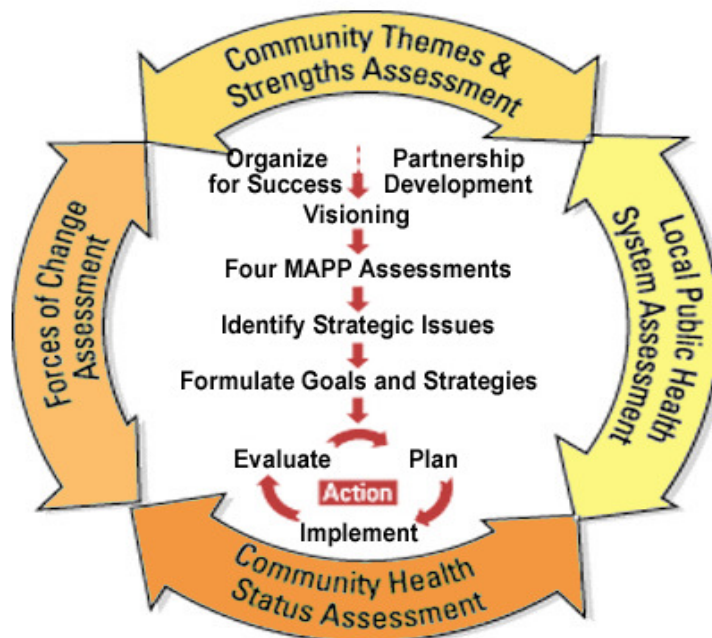 Community Themes &
Strengths Assessment
Organize
for Success
Partnership
Development
Visioning
Four MAPP Assessments
Identify Strategic Issues
Formulate Goals and Strategies
Evaluate
Plan
Action
Implement
Forces of Change
Assessment
Local Public Health
System Assessment
Community Health
Status Assessment